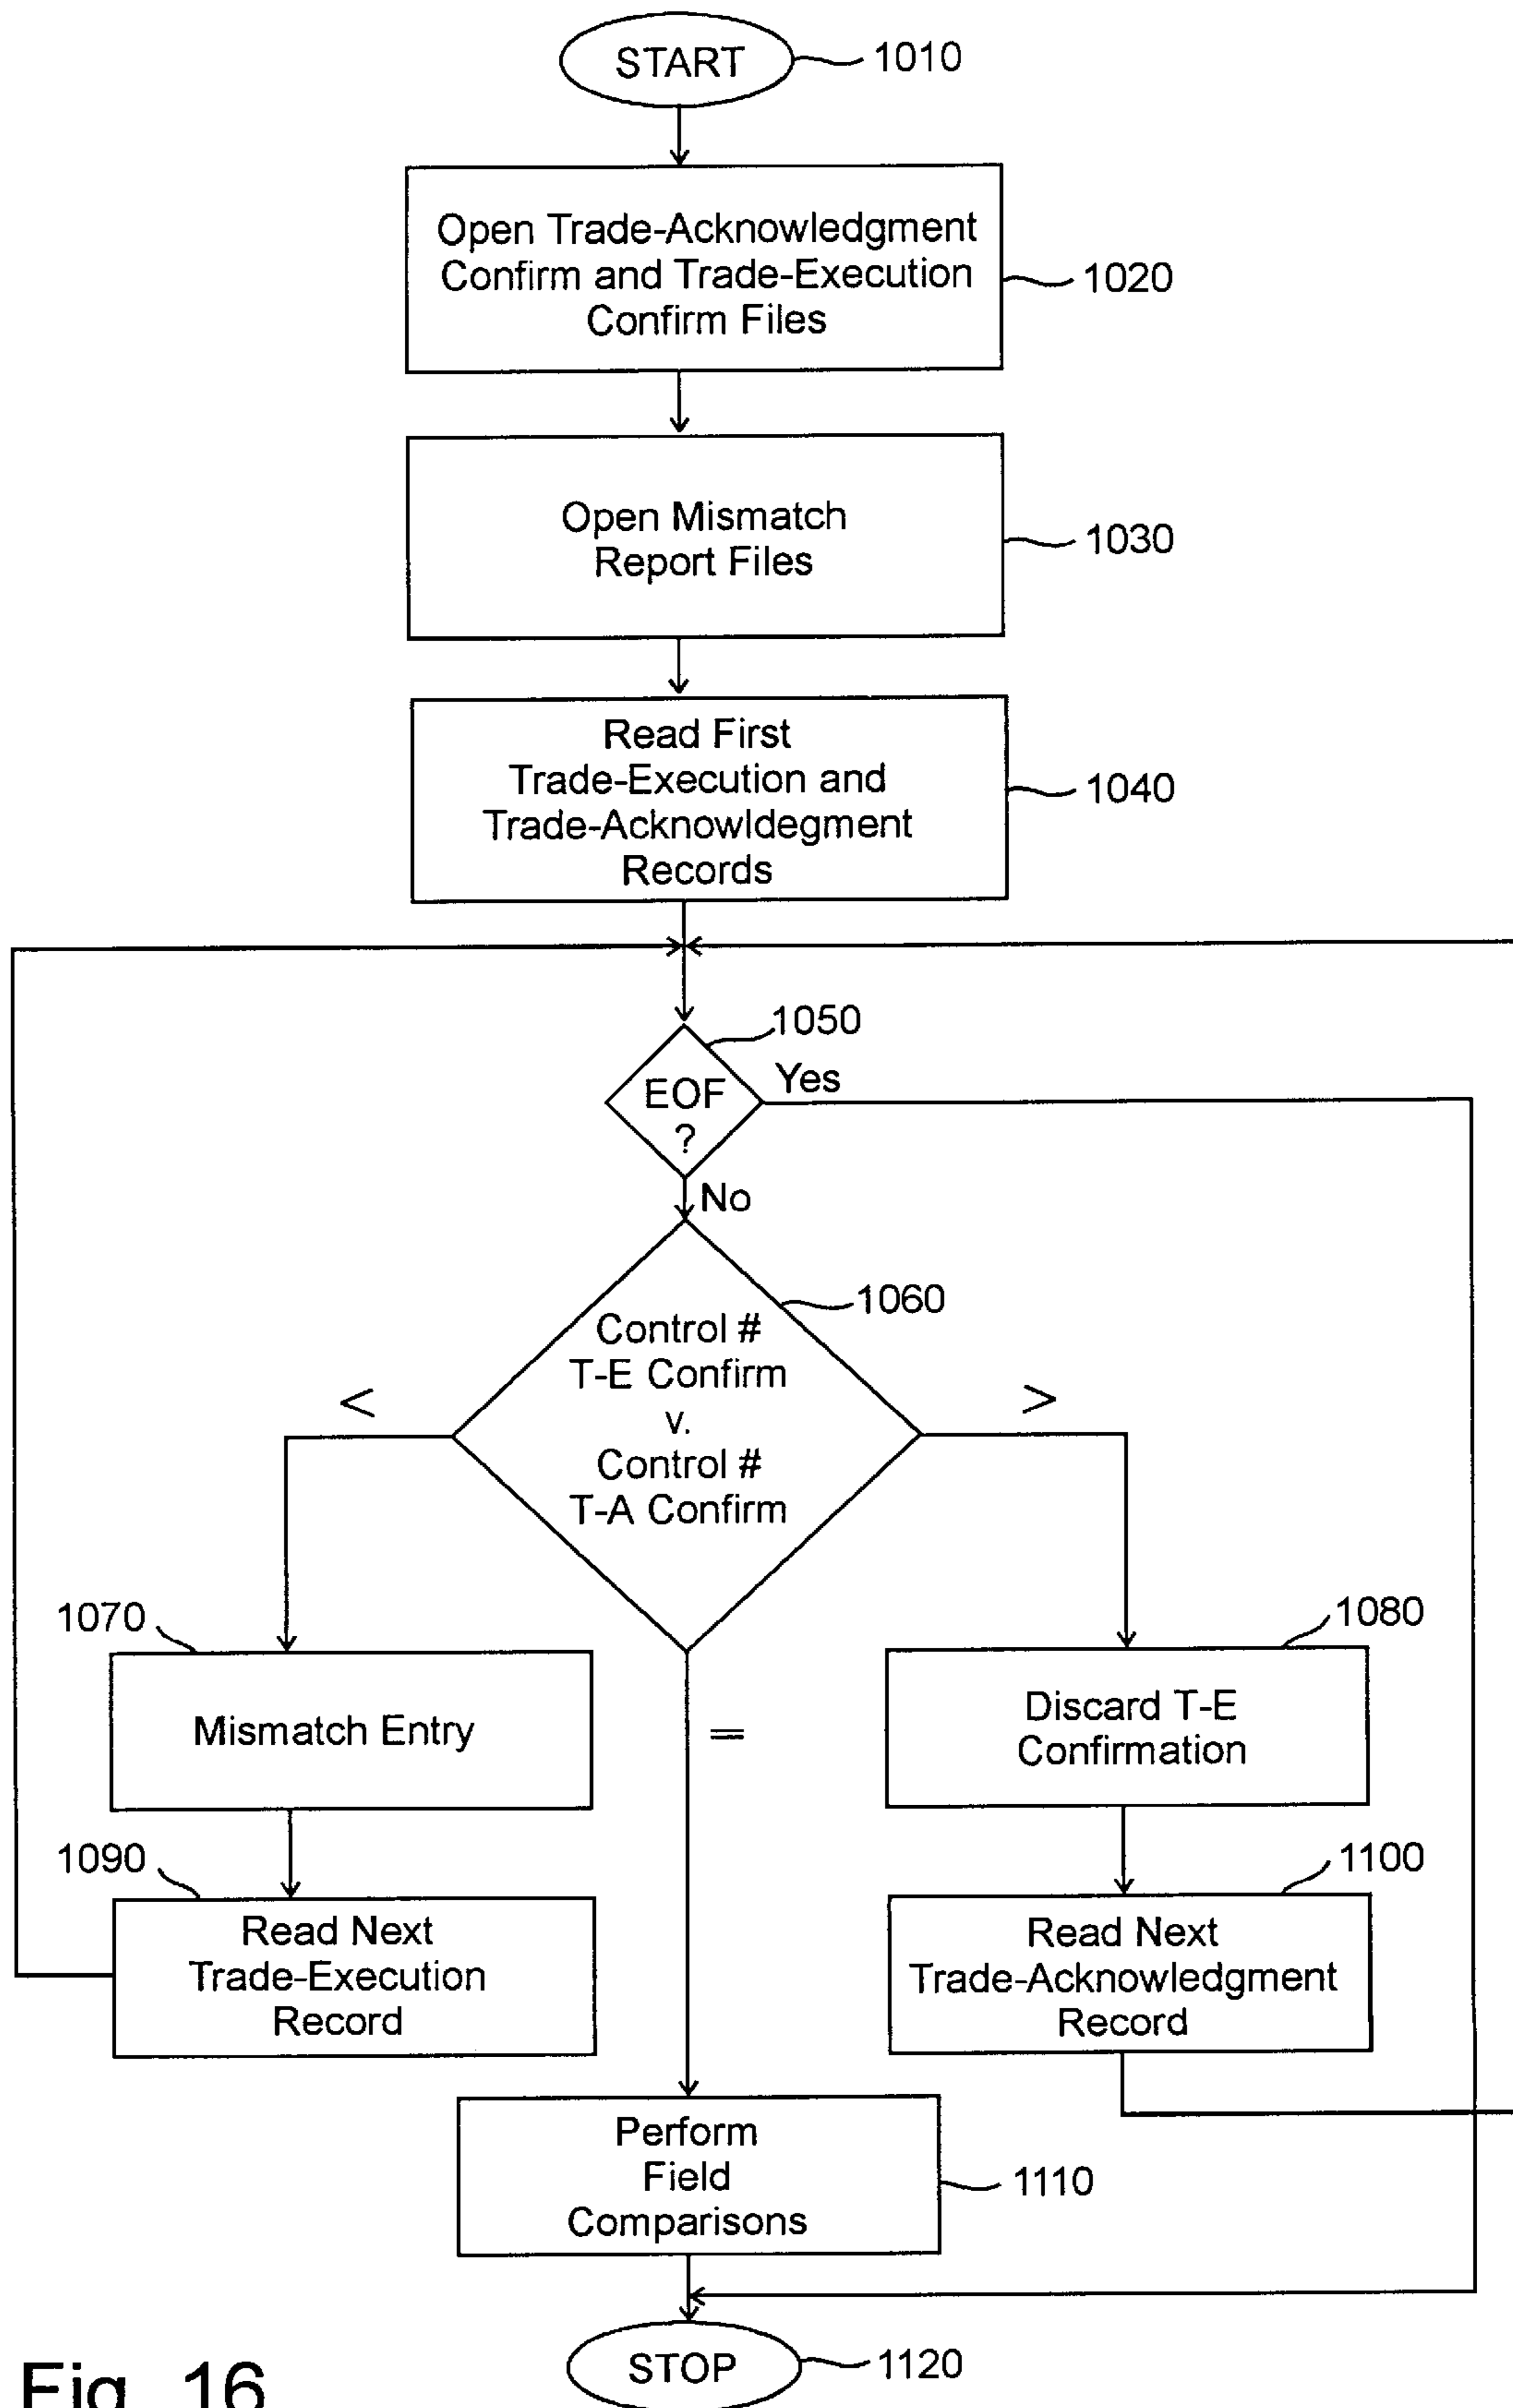 START
1010
Open Trade-Acknowledgment
Confirm and Trade-Execution
Confirm Files
1020
Open Mismatch
Report Files
1030
Read First
Trade-Execution and
Trade-Acknowldegment
Records
1040
1050
EOF
?
Yes
No
1060
Control #
T-E Confirm
v.
Control #
T-A Confirm
<
>
=
1070
Mismatch Entry
1080
Discard T-E
Confirmation
1090
Read Next
Trade-Execution
Record
1100
Read Next
Trade-Acknowledgment
Record
Perform
Field
Comparisons
1110
STOP
1120
Fig. 16